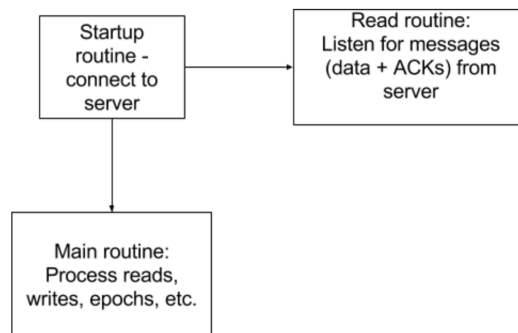 Startup
routine -
connect to
server
Read routine:
Listen for messages
(data + ACKs) from
server
Main routine:
Process reads,
writes, epochs, etc.